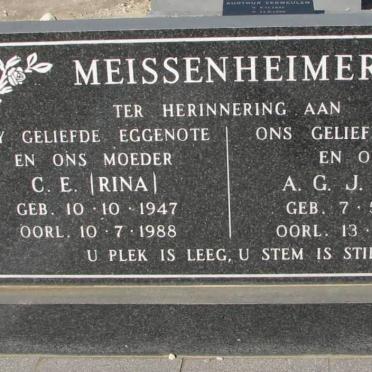 MEISSENHEIMER
TER HERINNERING AAN
GELIEFDE EGGENOTE
EN ONS MOEDER
C. E. (RINA)
GEB. 10 · 10 · 1947
OORL. 10 · 7 · 1988
ONS GELIEF
EN O
A. G. J.
GEB. 7 ·
OORL. 13 ·
U PLEK IS LEEG, U STEM IS STI